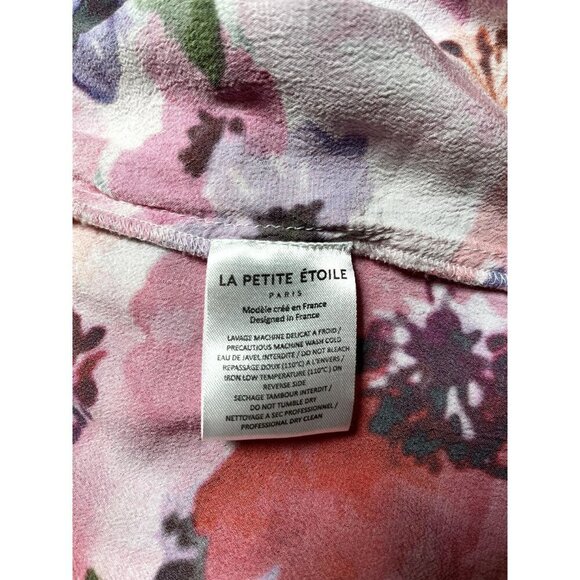 LA PETITE ÉTOILE
PARIS
Modèle créé en France
Designed in France
LAVAGE MACHINE DELICAT A FROID /
PRECAUTIOUS MACHINE WASH COLD
EAU DE JAVEL INTERDITE / DO NOT BLEACH
REPASSAGE DOUX (110°C) A L'ENVERS /
IRON LOW TEMPERATURE (110°C ) ON
REVERSE SIDE
SECHAGE TAMBOUR INTERDIT /
DO NOT TUMBLE DRY
NETTOYAGE A SEC PROFESSIONNEL /
PROFESSIONAL DRY CLEAN